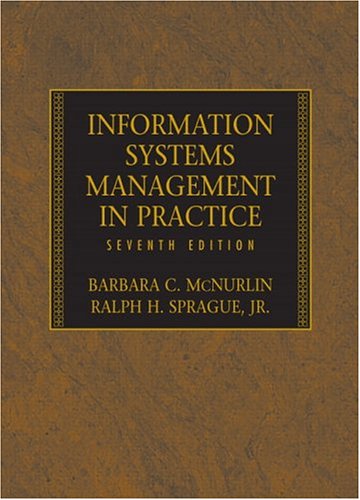 INFORMATION
SYSTEMS
MANAGEMENT
IN PRACTICE
SEVENTH EDITION
BARBARA C. MCNURLIN
RALPH H. SPRAGUE, JR.